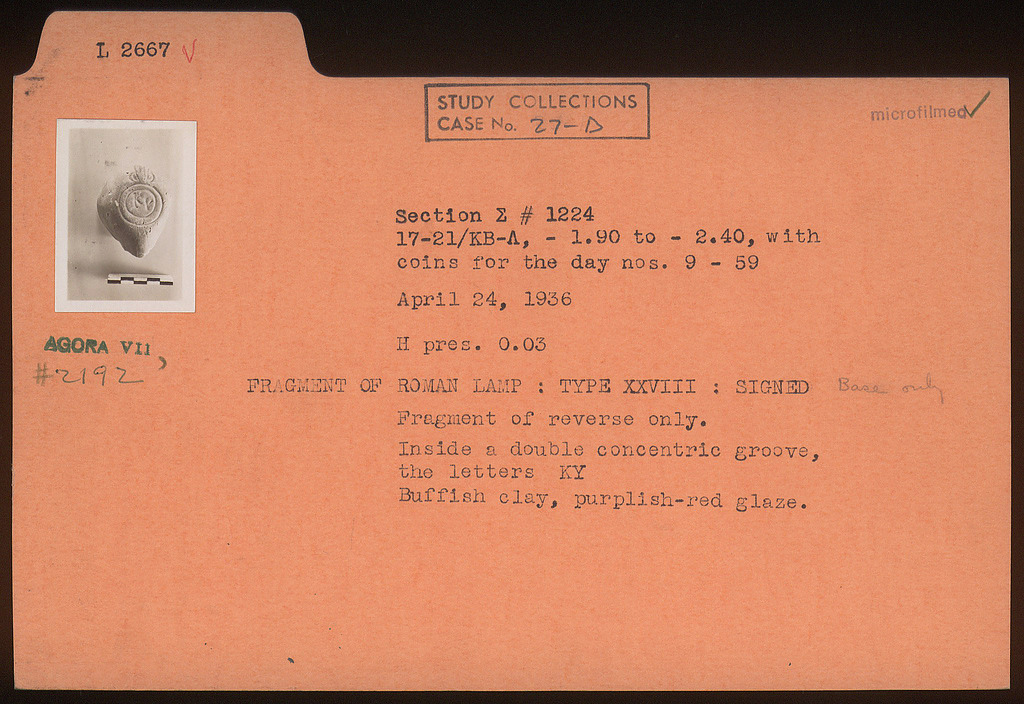 L 2667 √
STUDY COLLECTIONS
CASE No. 27-D
microfilmed✓
Section Σ # 1224
17-21/ΚΒ-Λ, - 1.90 to - 2.40, with
coins for the day nos. 9 - 59
April 24, 1936
H pres. 0.03
AGORA VII,
#2192
FRAGMENT OF ROMAN LAMP : TYPE XXVIII : SIGNED Base only
Fragment of reverse only.
Inside a double concentric groove,
the letters KY
Buffish clay, purplish-red glaze.